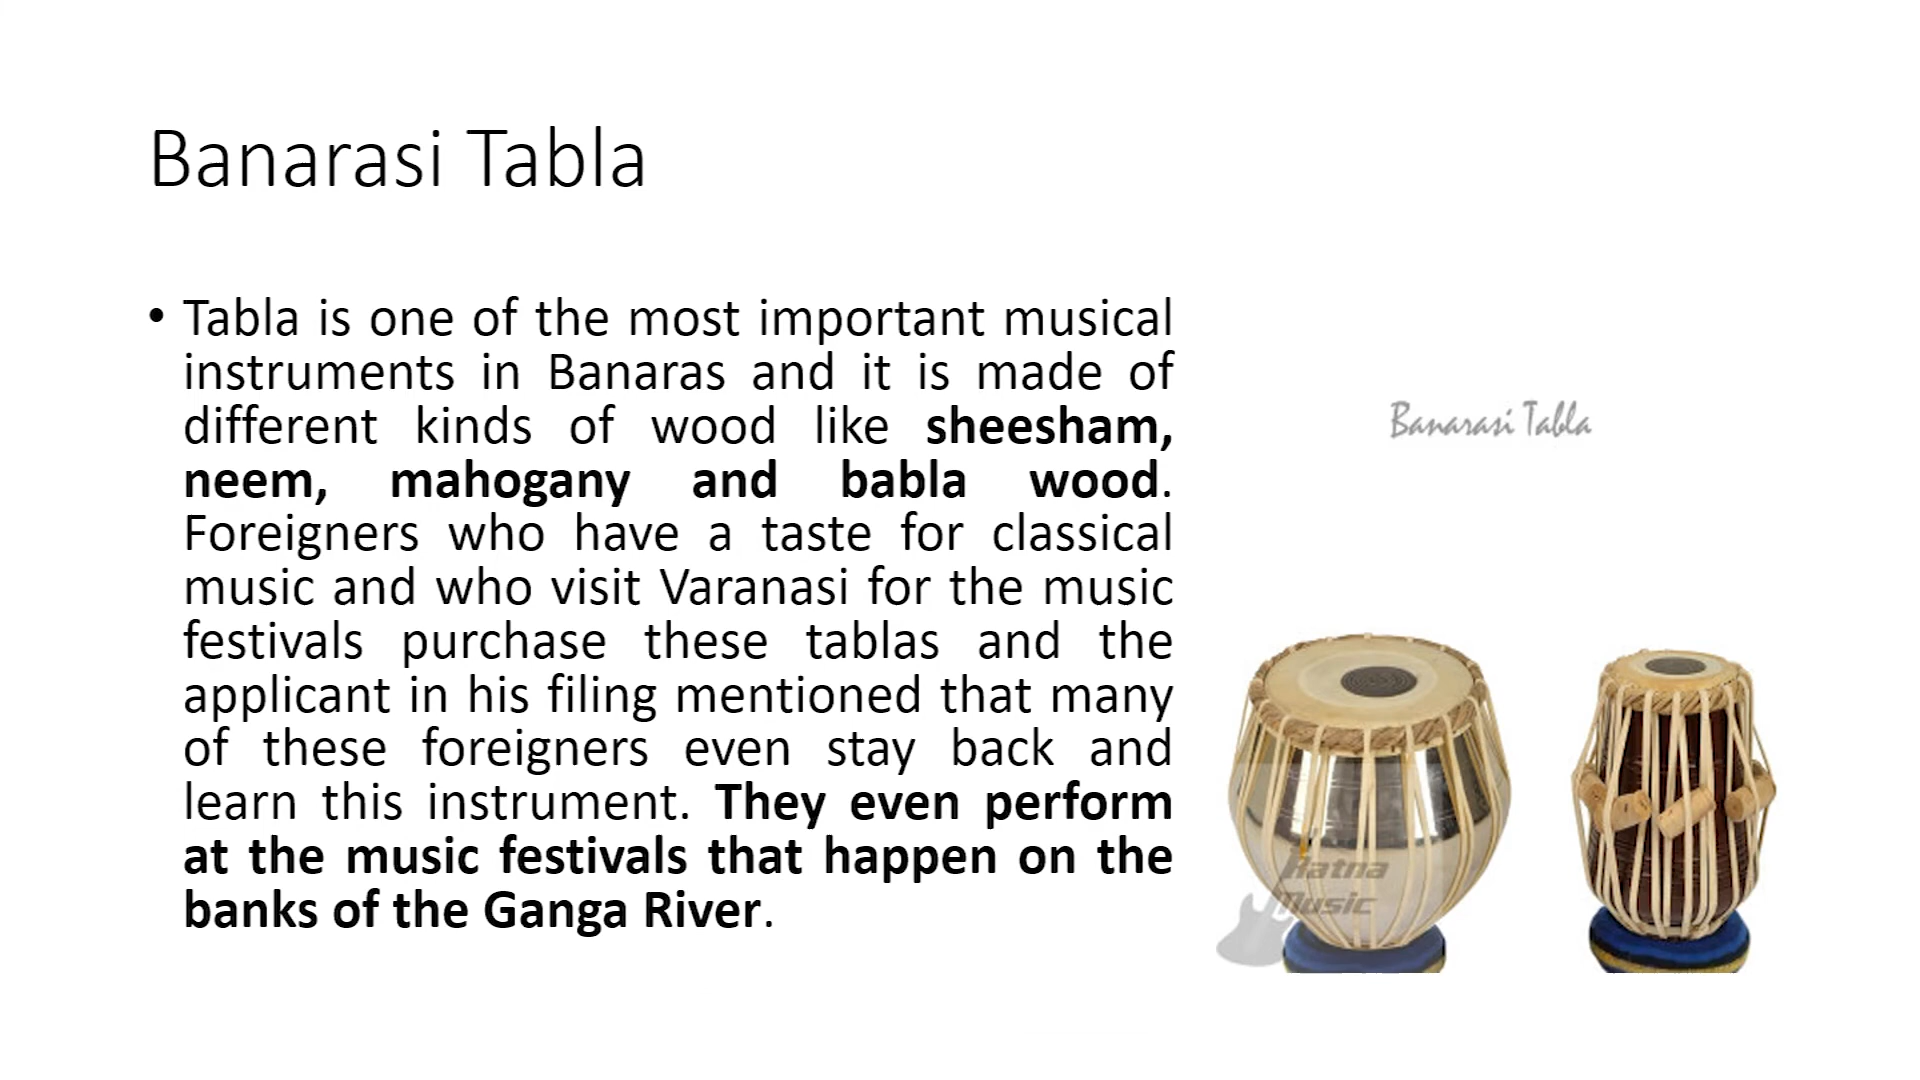 Banarasi Tabla
• Tabla is one of the most important musical
instruments in Banaras and it is made of
different kinds of wood like sheesham,
neem, mahogany and babla wood.
Foreigners who have a taste for classical
music and who visit Varanasi for the music
festivals purchase these tablas and the
applicant in his filing mentioned that many
of these foreigners even stay back and
learn this instrument. They even perform
at the music festivals that happen on the
banks of the Ganga River.
Banarasi Tabla
Ratna
Music